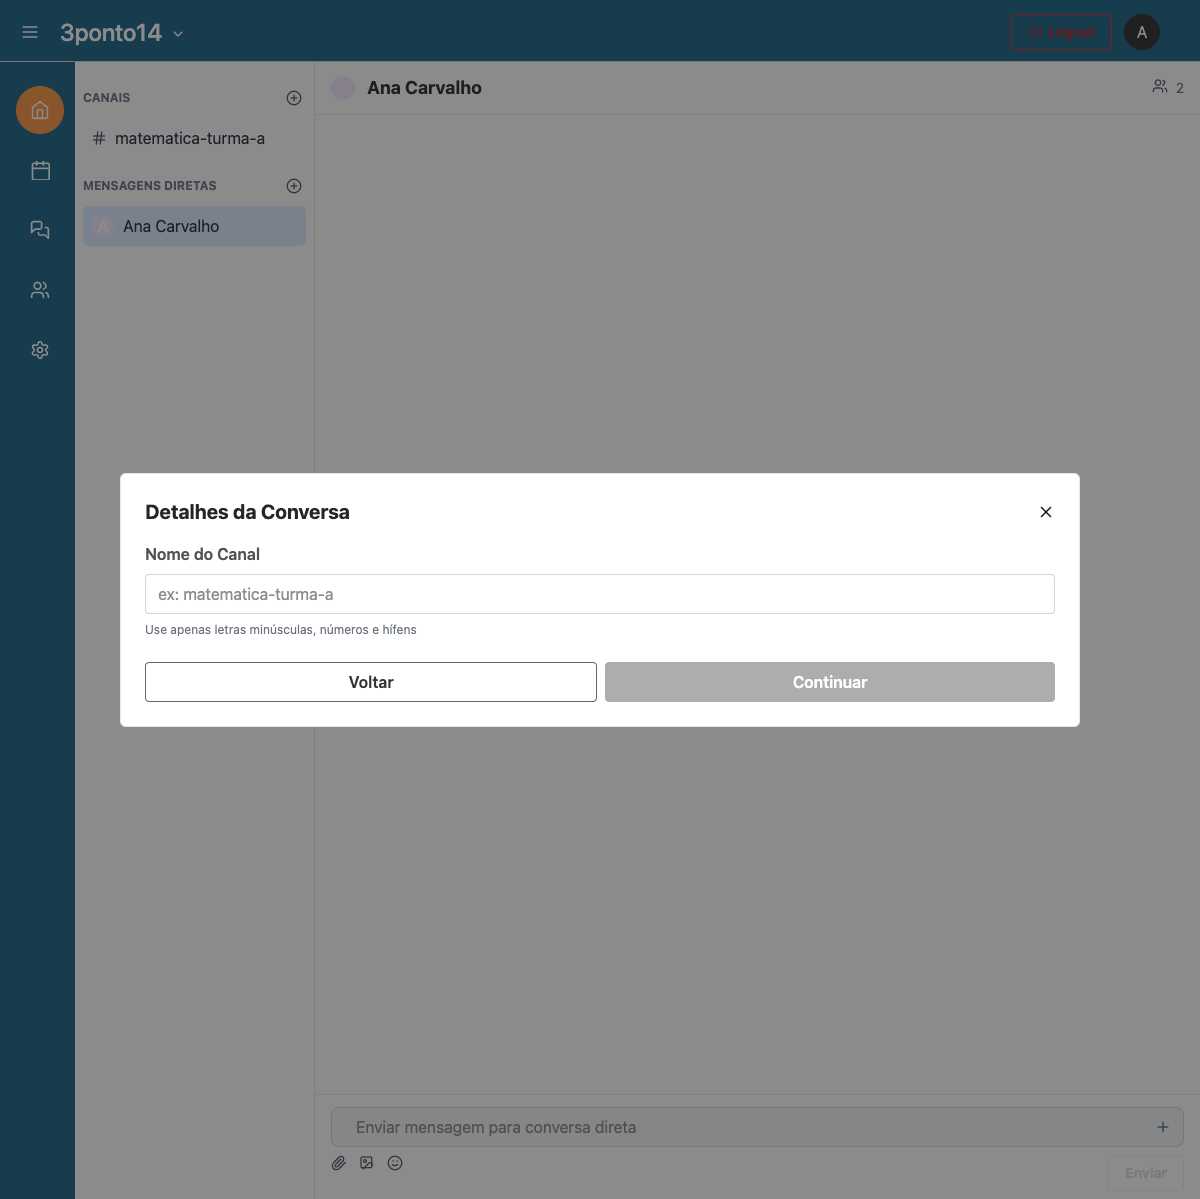 3ponto14
Logout
A
CANAIS
# matematica-turma-a
MENSAGENS DIRETAS
A Ana Carvalho
Ana Carvalho
2
Detalhes da Conversa
Nome do Canal
ex: matematica-turma-a
Use apenas letras minúsculas, números e hífens
Voltar
Continuar
Enviar mensagem para conversa direta
Enviar